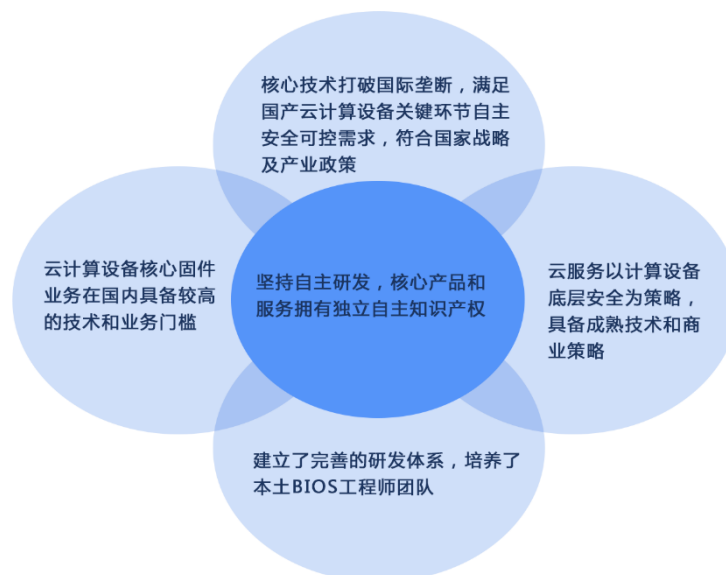 核心技术打破国际垄断，满足
国产云计算设备关键环节自主
安全可控需求，符合国家战略
及产业政策
云计算设备核心固件
业务在国内具备较高
的技术和业务门槛
坚持自主研发，核心产品和
服务拥有独立自主知识产权
云服务以计算设备
底层安全为策略，
具备成熟技术和商
业策略
建立了完善的研发体系，培养了
本土BIOS工程师团队